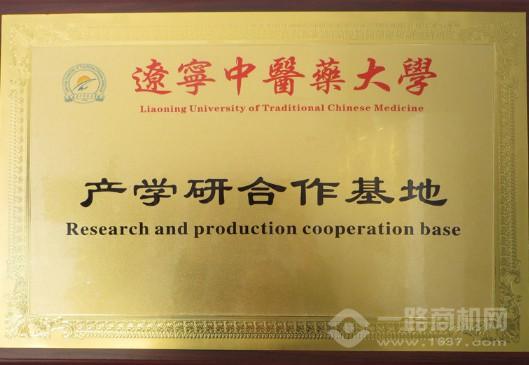 遼寧中醫藥大學
Liaoning University of Traditional Chinese Medicine
产学研合作基地
Research and production cooperation base
一路商机网
www.1637.com